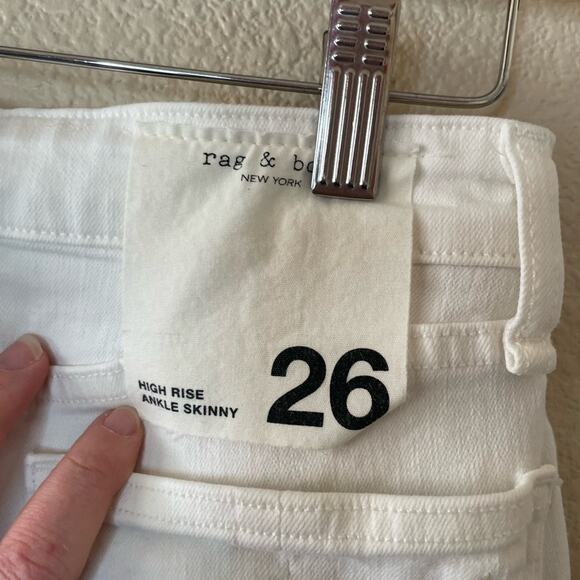 rag & bo
NEW YORK
HIGH RISE
ANKLE SKINNY
26